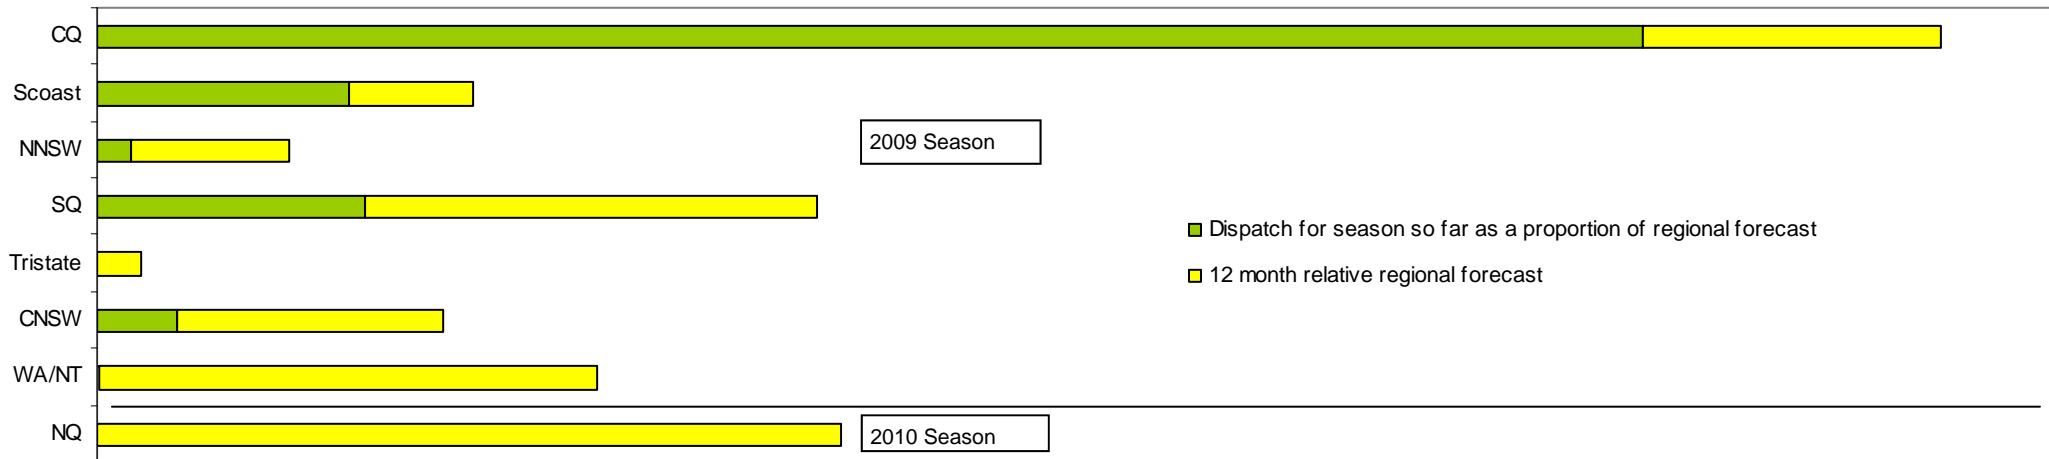 CQ
Scoast
NNSW
2009 Season
SQ
Dispatch for season so far as a proportion of regional forecast
Tristate
12 month relative regional forecast
CNSW
WA/NT
NQ
2010 Season